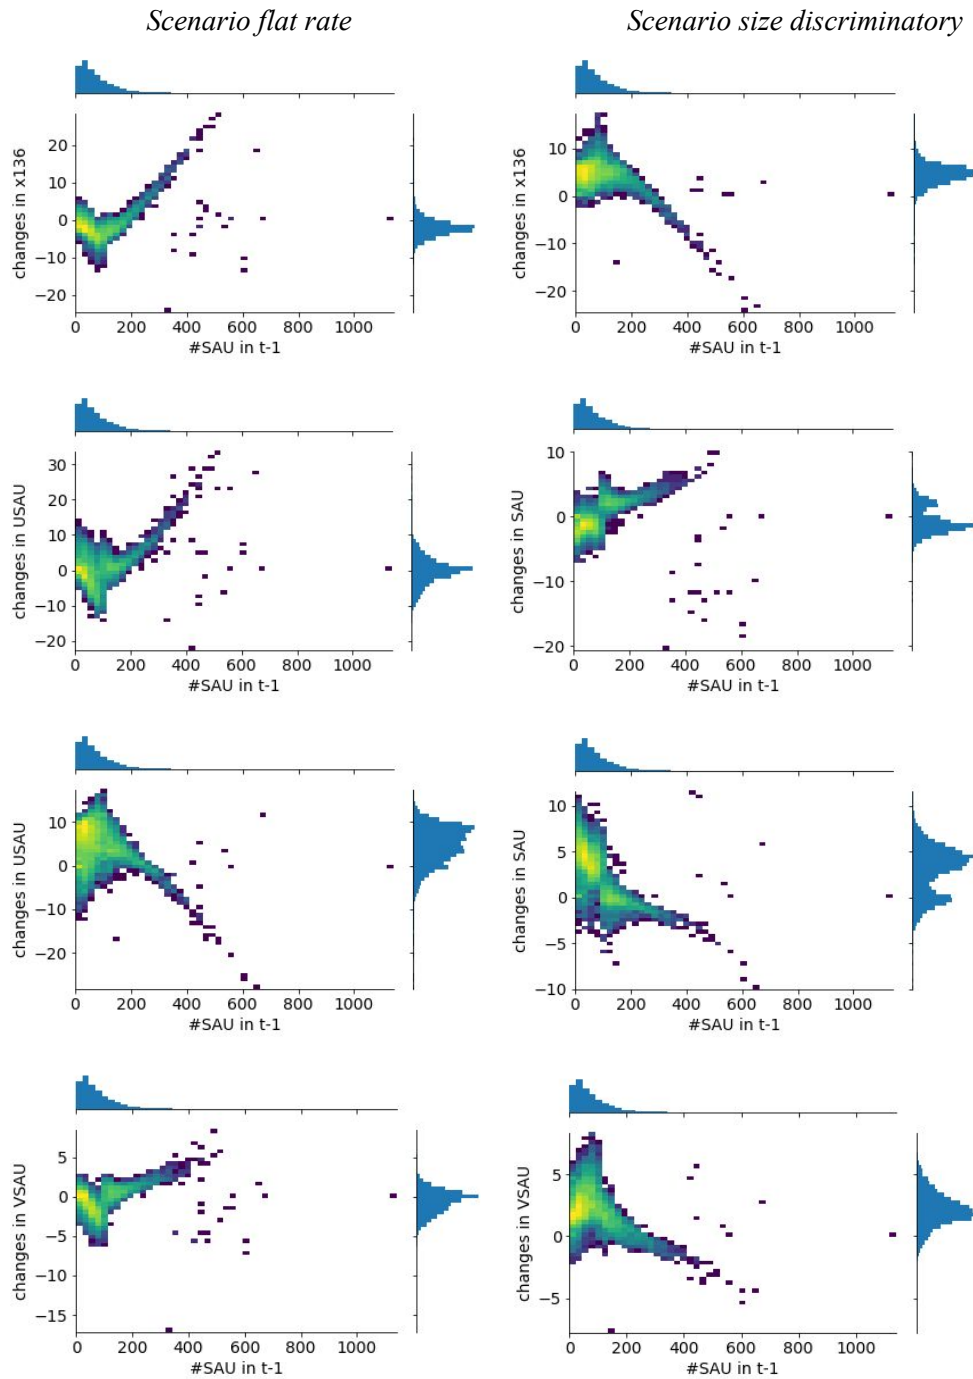 Scenario flat rate
Scenario size discriminatory
changes in x136
20
10
0
−10
−20
0 200 400 600 800 1000
#SAU in t-1
changes in x136
10
0
−10
−20
0 200 400 600 800 1000
#SAU in t-1
changes in USAU
30
20
10
0
−10
−20
0 200 400 600 800 1000
#SAU in t-1
changes in SAU
10
0
−10
−20
0 200 400 600 800 1000
#SAU in t-1
changes in USAU
10
0
−10
−20
0 200 400 600 800 1000
#SAU in t-1
changes in SAU
10
5
0
−5
−10
0 200 400 600 800 1000
#SAU in t-1
changes in VSAU
5
0
−5
−10
−15
0 200 400 600 800 1000
#SAU in t-1
changes in VSAU
5
0
−5
0 200 400 600 800 1000
#SAU in t-1